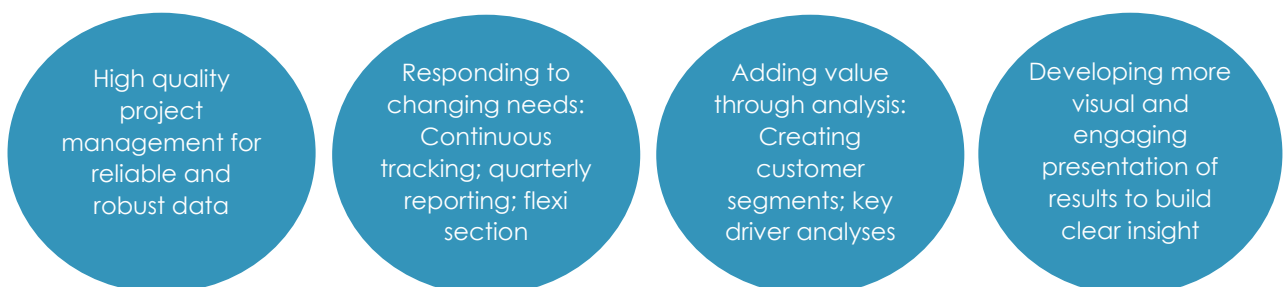 High quality
project
management for
reliable and
robust data
Responding to
changing needs:
Continuous
tracking; quarterly
reporting; flexi
section
Adding value
through analysis:
Creating
customer
segments; key
driver analyses
Developing more
visual and
engaging
presentation of
results to build
clear insight